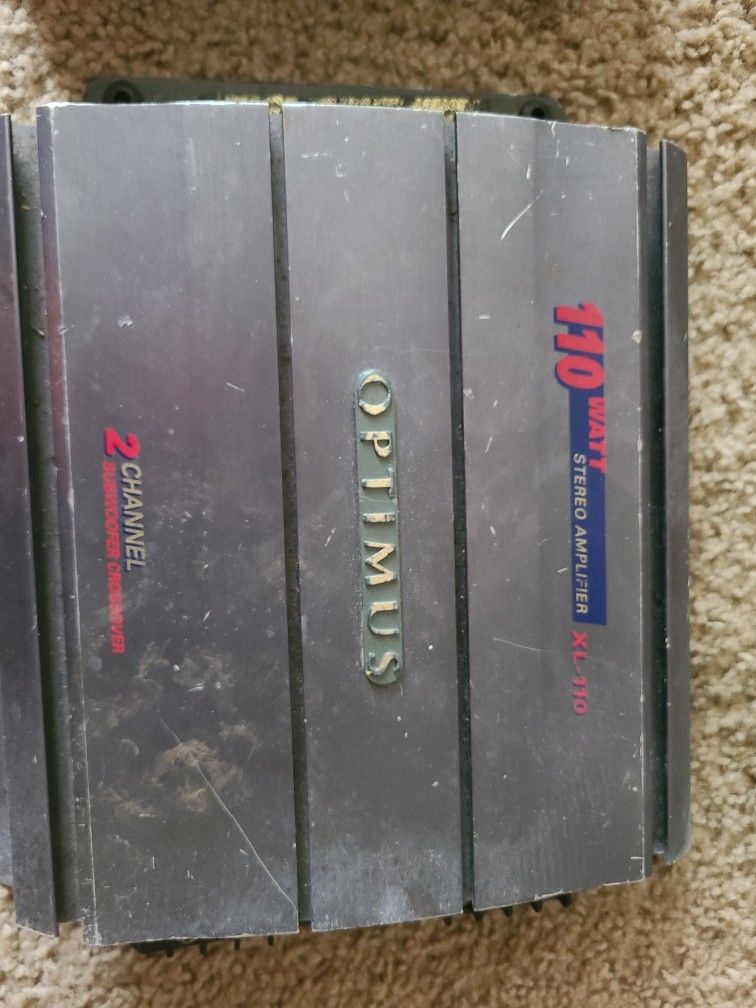 110 WATT
STEREO AMPLIFIER XL-110
OPTIMUS
2 CHANNEL
SUBWOOFER CROSSOVER